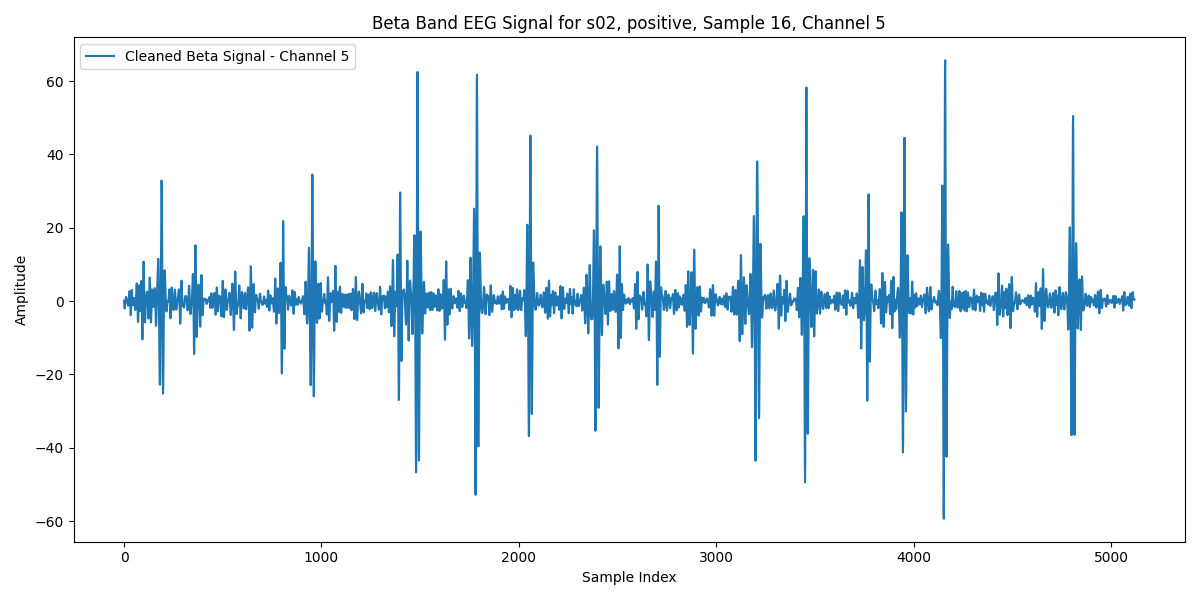 Beta Band EEG Signal for s02, positive, Sample 16, Channel 5
Cleaned Beta Signal - Channel 5
Amplitude
60
40
20
0
−20
−40
−60
0 1000 2000 3000 4000 5000
Sample Index